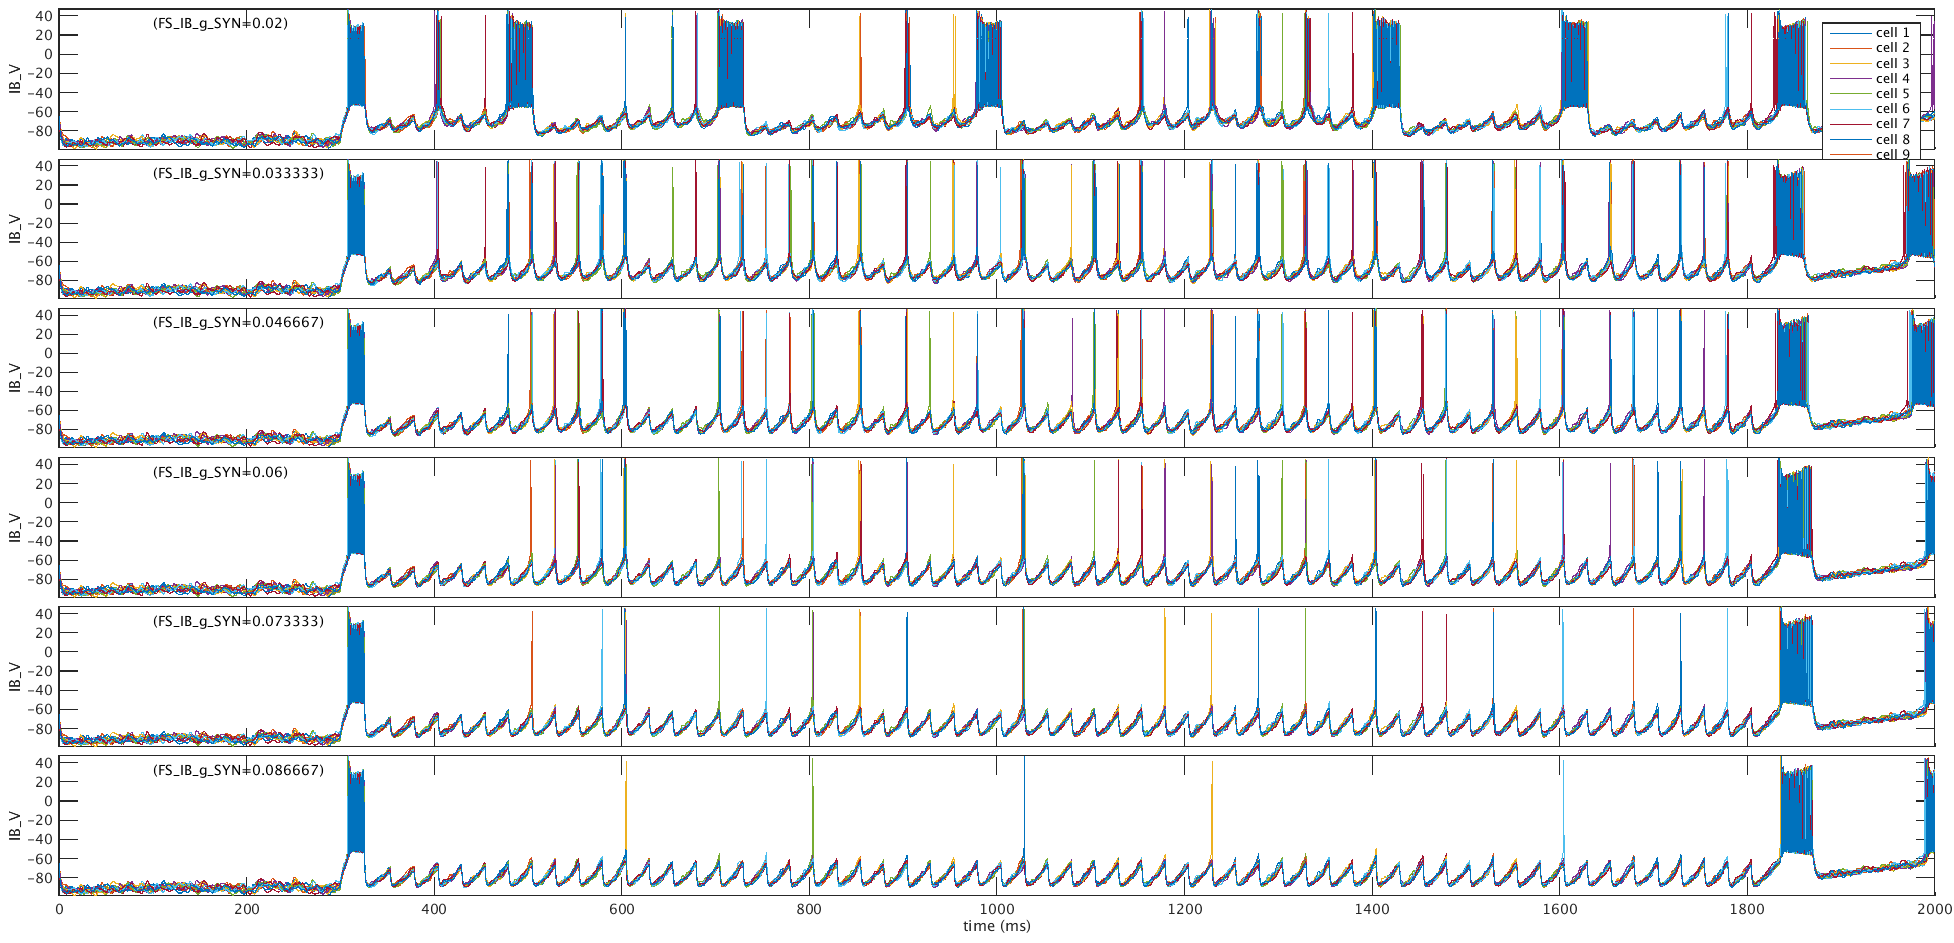 (FS_IB_g_SYN=0.02)
IB_V
40
20
0
-20
-40
-60
-80
cell 1
cell 2
cell 3
cell 4
cell 5
cell 6
cell 7
cell 8
cell 9
(FS_IB_g_SYN=0.033333)
IB_V
40
20
0
-20
-40
-60
-80
(FS_IB_g_SYN=0.046667)
IB_V
40
20
0
-20
-40
-60
-80
(FS_IB_g_SYN=0.06)
IB_V
40
20
0
-20
-40
-60
-80
(FS_IB_g_SYN=0.073333)
IB_V
40
20
0
-20
-40
-60
-80
(FS_IB_g_SYN=0.086667)
IB_V
40
20
0
-20
-40
-60
-80
0 200 400 600 800 1000 1200 1400 1600 1800 2000
time (ms)